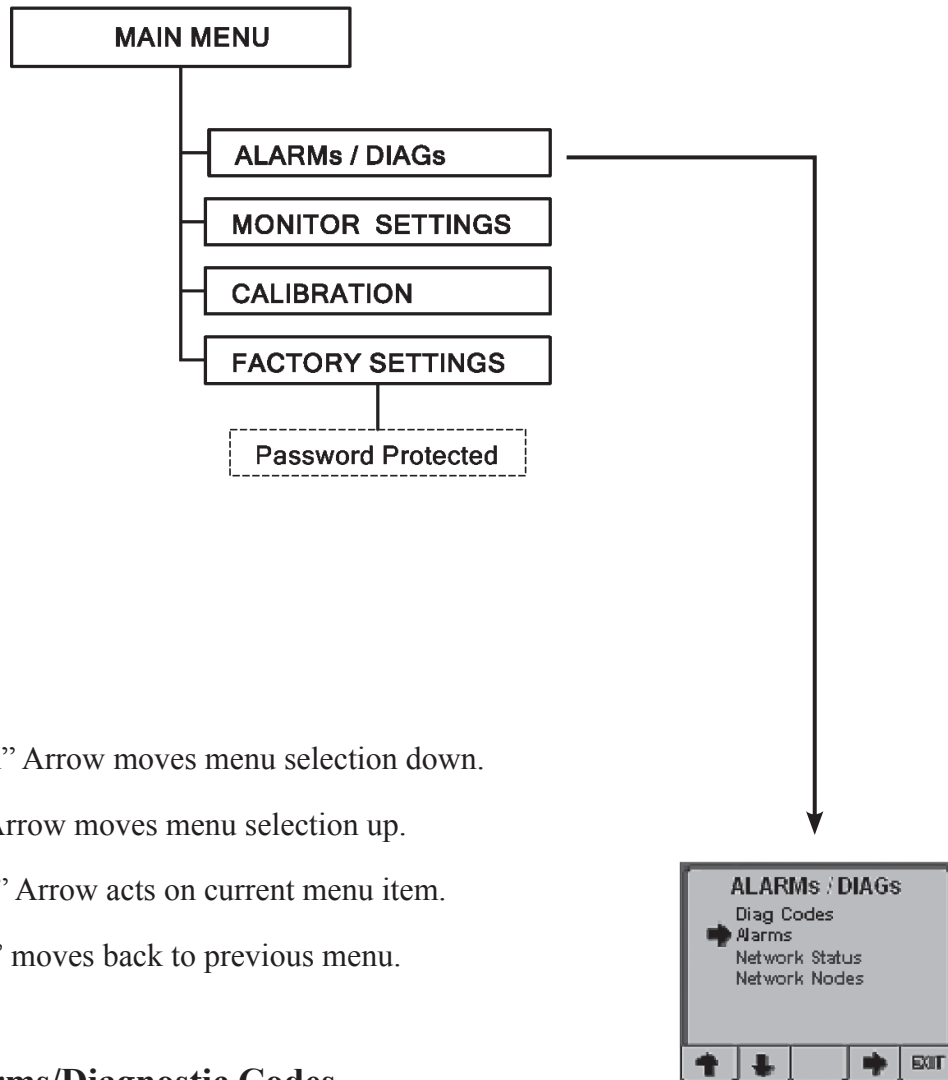 MAIN MENU
ALARMs / DIAGs
MONITOR SETTINGS
CALIBRATION
FACTORY SETTINGS
Password Protected
” Arrow moves menu selection down.
Arrow moves menu selection up.
” Arrow acts on current menu item.
” moves back to previous menu.
ALARMs / DIAGs
Diag Codes
Alarms
Network Status
Network Nodes
EXIT
rms/Diagnostic Codes